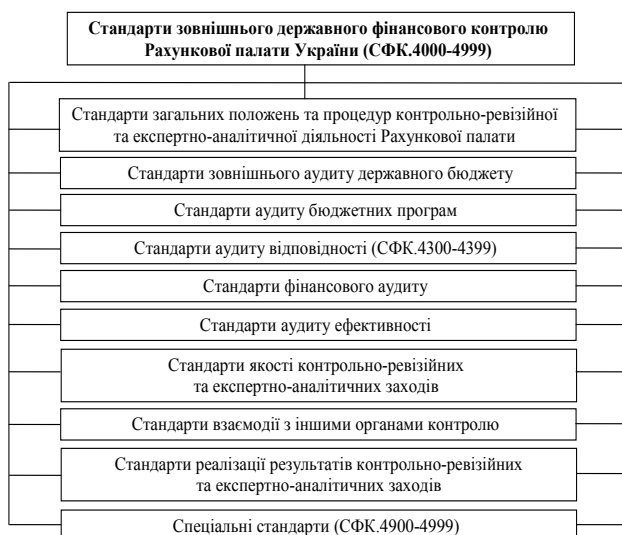 Стандарти зовнішнього державного фінансового контролю
Рахункової палати України (СФК.4000-4999)
Стандарти загальних положень та процедур контрольно-ревізійної
та експертно-аналітичної діяльності Рахункової палати
Стандарти зовнішнього аудиту державного бюджету
Стандарти аудиту бюджетних програм
Стандарти аудиту відповідності (СФК.4300-4399)
Стандарти фінансового аудиту
Стандарти аудиту ефективності
Стандарти якості контрольно-ревізійних
та експертно-аналітичних заходів
Стандарти взаємодії з іншими органами контролю
Стандарти реалізації результатів контрольно-ревізійних
та експертно-аналітичних заходів
Спеціальні стандарти (СФК.4900-4999)